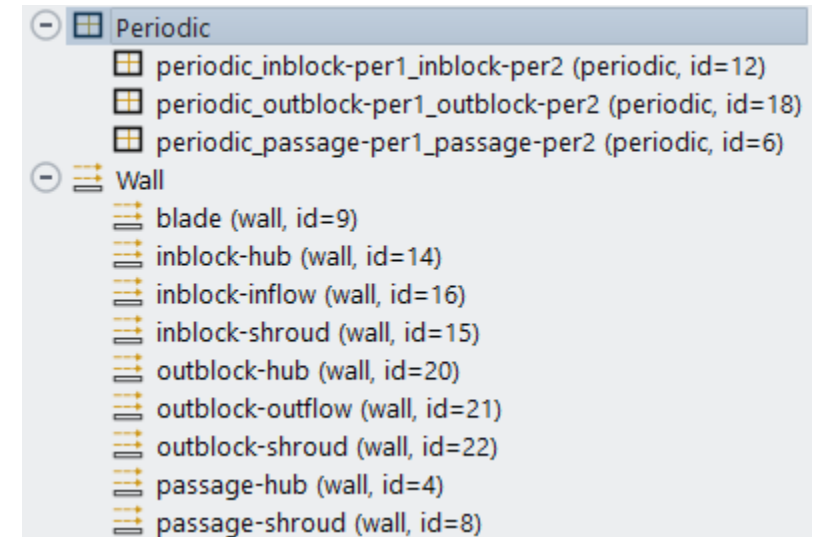 Periodic
periodic_inblock-per1_inblock-per2 (periodic, id=12)
periodic_outblock-per1_outblock-per2 (periodic, id=18)
periodic_passage-per1_passage-per2 (periodic, id=6)
Wall
blade (wall, id=9)
inblock-hub (wall, id=14)
inblock-inflow (wall, id=16)
inblock-shroud (wall, id=15)
outblock-hub (wall, id=20)
outblock-outflow (wall, id=21)
outblock-shroud (wall, id=22)
passage-hub (wall, id=4)
passage-shroud (wall, id=8)